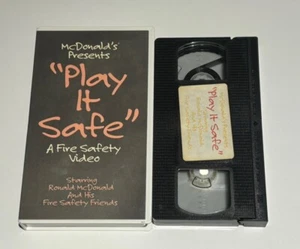 McDonald's
Presents
"Play
It
Safe"
A Fire Safety
Video
Starring
Ronald McDonald
And His
Fire Safety Friends
"Play It
Safe"